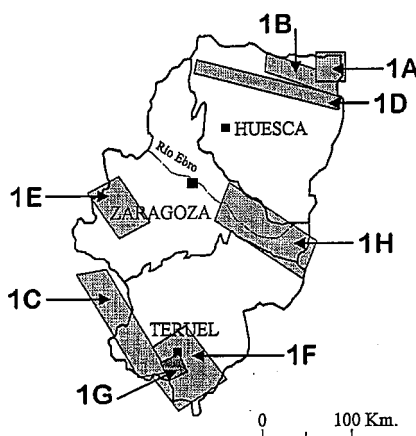 1B
1A
1D
HUESCA
Río Ebro
1E
ZARAGOZA
1H
1C
TERUEL
1F
1G
0 100 Km.